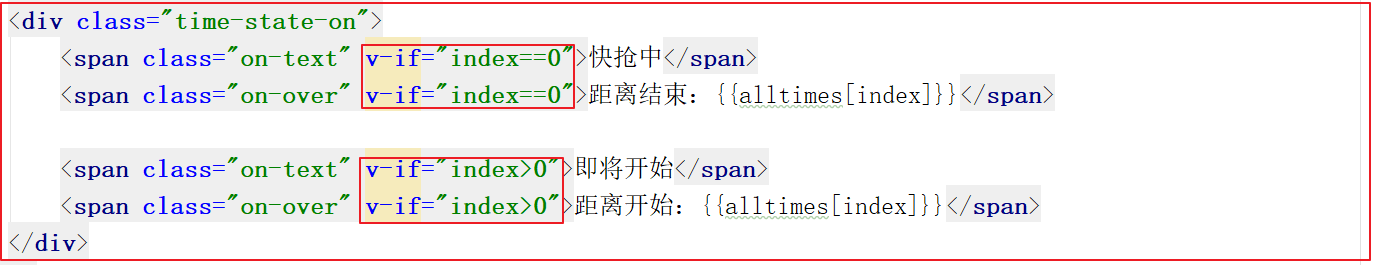 <div class="time-state-on">
<span class="on-text" v-if="index==0">快抢中</span>
<span class="on-over" v-if="index==0">距离结束：{{alltimes[index]}}</span>
<span class="on-text" v-if="index>0">即将开始</span>
<span class="on-over" v-if="index>0">距离开始：{{alltimes[index]}}</span>
</div>